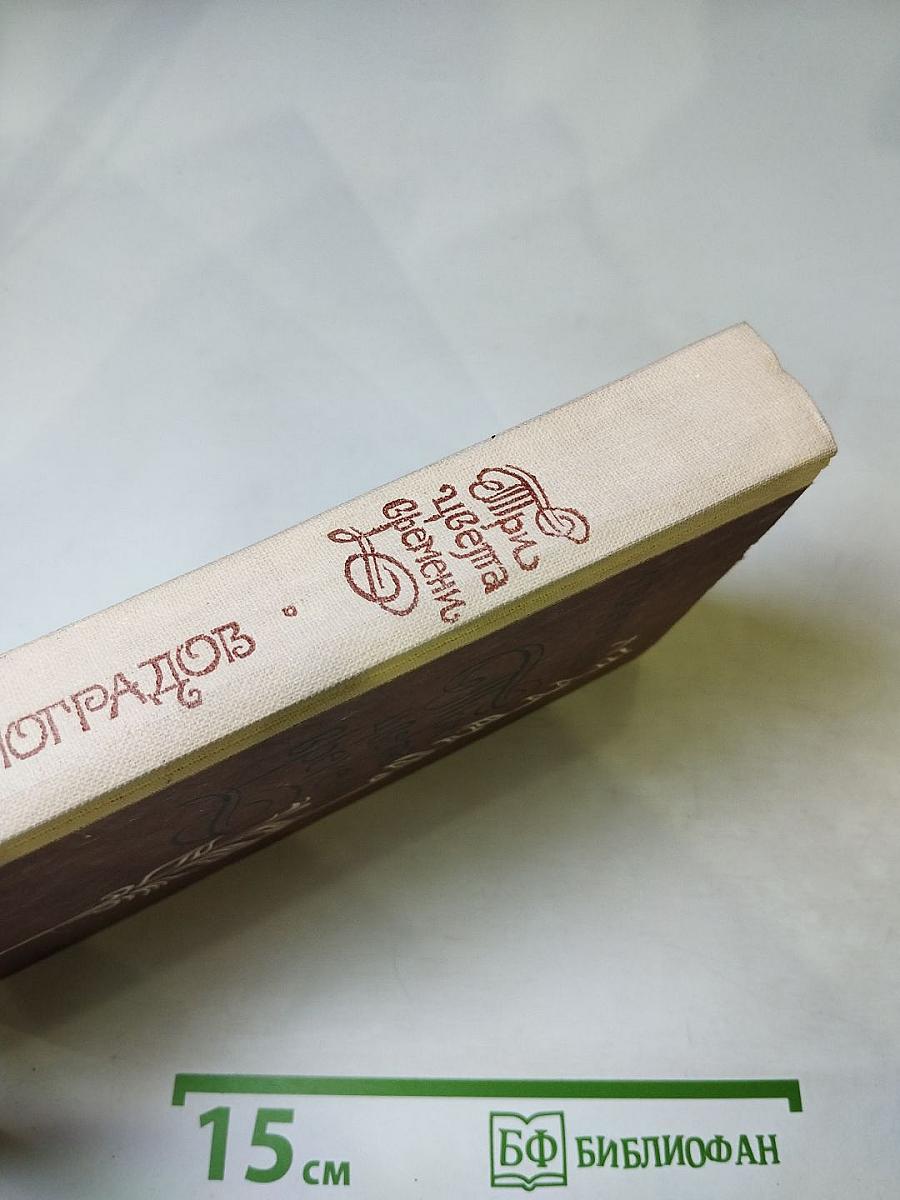 НОГРАДОВ •
Три
цвета
времени
15 см
БФ БИБЛИОФАН